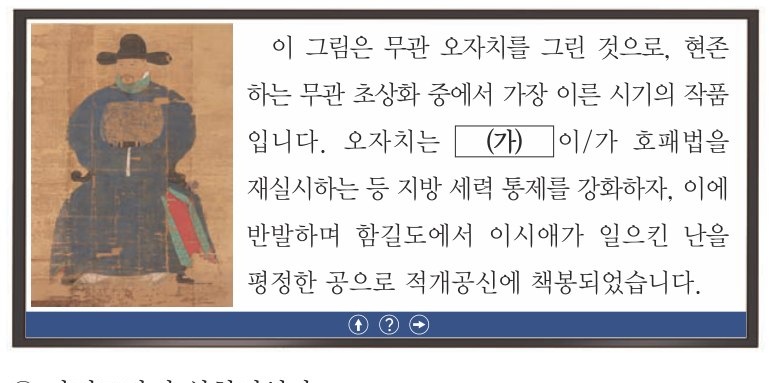 이 그림은 무관 오자치를 그린 것으로, 현존
하는 무관 초상화 중에서 가장 이른 시기의 작품
입니다. 오자치는 (가) 이/가 호패법을
재실시하는 등 지방 세력 통제를 강화하자, 이에
반발하며 함길도에서 이시애가 일으킨 난을
평정한 공으로 적개공신에 책봉되었습니다.